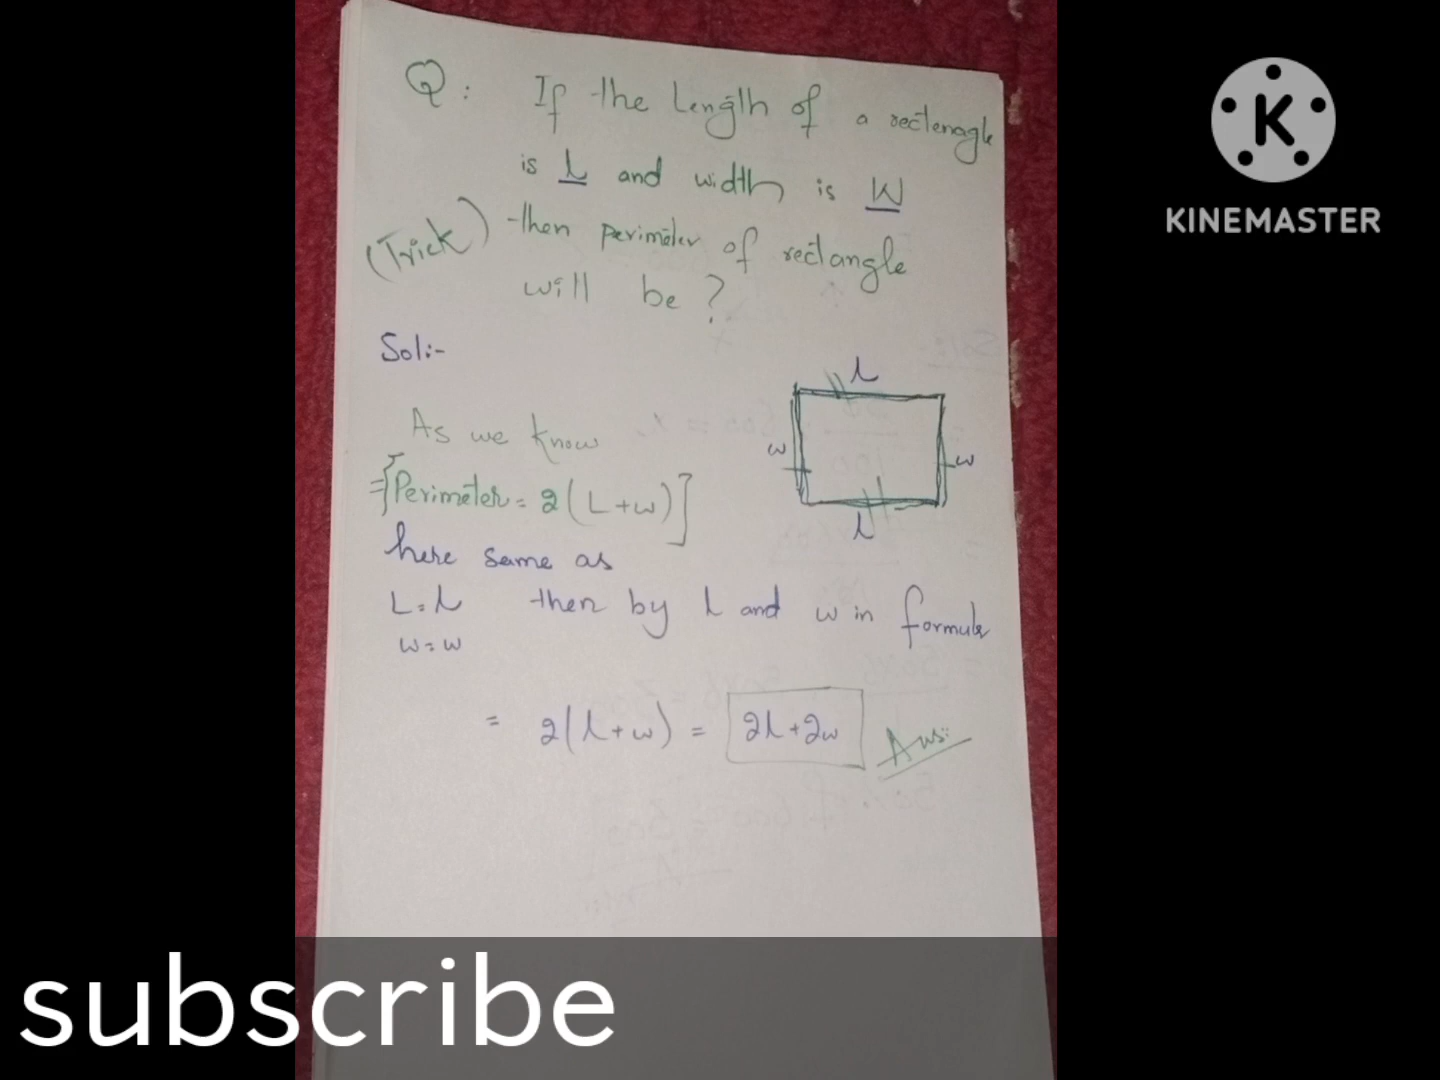 Q: If the Length of a rectenagle
is L and width is W
(Trick) then perimeter of rectangle
will be ?
Sol:-
l
As we know
w w
=[Perimeter = 2(L+w)]
l
here same as
L=l then by l and w in formula
w=w
= 2(l+w) = 2l+2w Ans:
KINEMASTER
subscribe